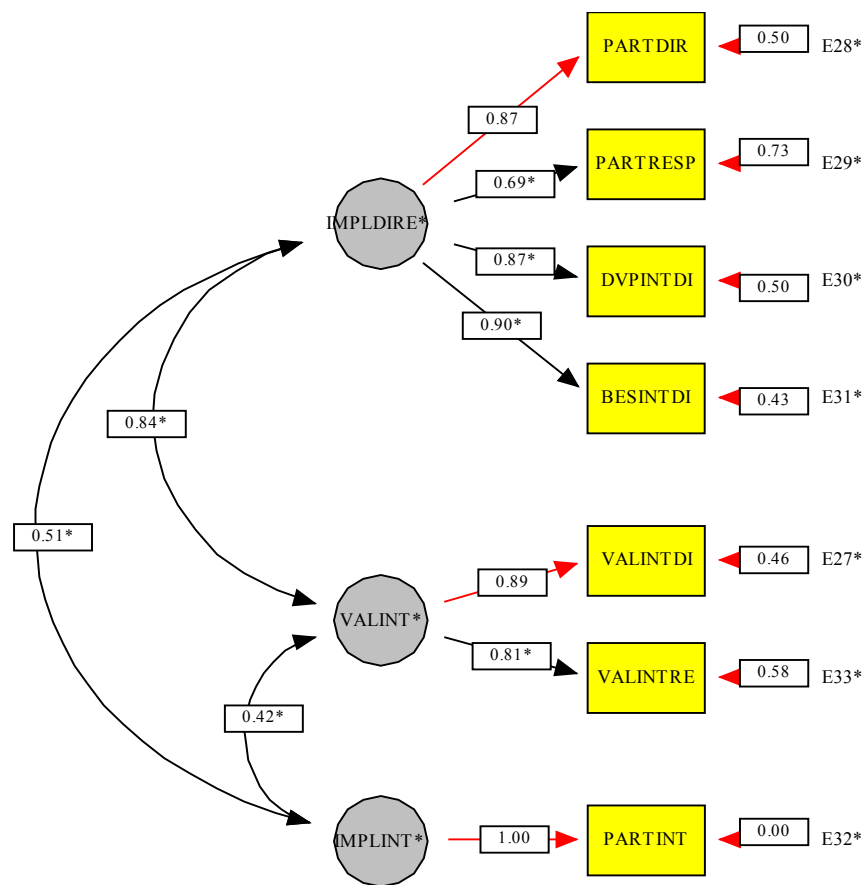 PARTDIR
0.50
E28*
0.87
PARTRESP
0.73
E29*
0.69*
IMPLDIRE*
0.87*
DVPINTDI
0.50
E30*
0.90*
BESINTDI
0.43
E31*
0.84*
0.51*
VALINTDI
0.46
E27*
0.89
VALINT*
0.81*
VALINTRE
0.58
E33*
0.42*
IMPLINT*
1.00
PARTINT
0.00
E32*